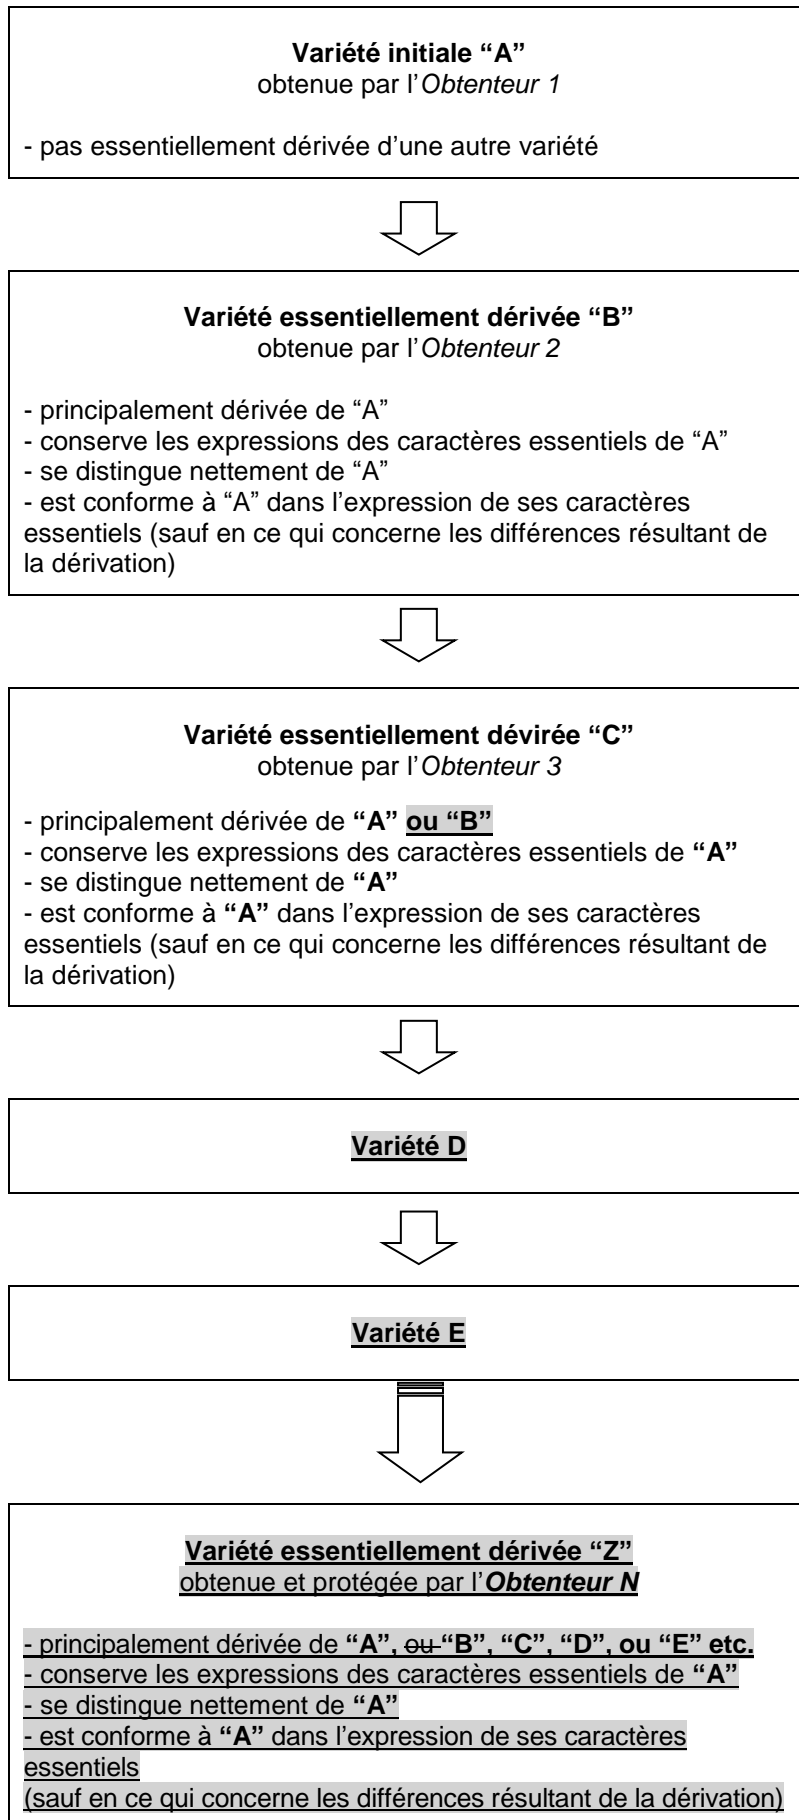 Variété initiale “A”
obtenue par l’Obtenteur 1
- pas essentiellement dérivée d’une autre variété
Variété essentiellement dérivée “B”
obtenue par l’Obtenteur 2
- principalement dérivée de “A”
- conserve les expressions des caractères essentiels de “A”
- se distingue nettement de “A”
- est conforme à “A” dans l’expression de ses caractères
essentiels (sauf en ce qui concerne les différences résultant de
la dérivation)
Variété essentiellement dévirée “C”
obtenue par l’Obtenteur 3
- principalement dérivée de “A” ou “B”
- conserve les expressions des caractères essentiels de “A”
- se distingue nettement de “A”
- est conforme à “A” dans l’expression de ses caractères
essentiels (sauf en ce qui concerne les différences résultant de
la dérivation)
Variété D
Variété E
Variété essentiellement dérivée “Z”
obtenue et protégée par l’Obtenteur N
- principalement dérivée de “A”, ou “B”, “C”, “D”, ou “E” etc.
- conserve les expressions des caractères essentiels de “A”
- se distingue nettement de “A”
- est conforme à “A” dans l’expression de ses caractères
essentiels
(sauf en ce qui concerne les différences résultant de la dérivation)